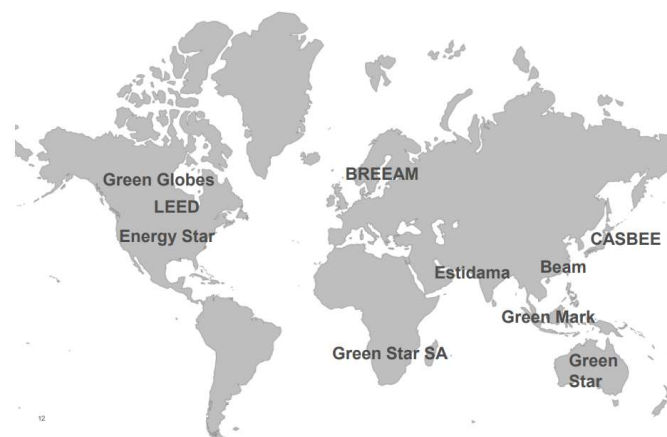 BREEAM
Green Globes
LEED
Energy Star
CASBEE
Estidama
Beam
Green Mark
Green Star SA
Green
Star
12